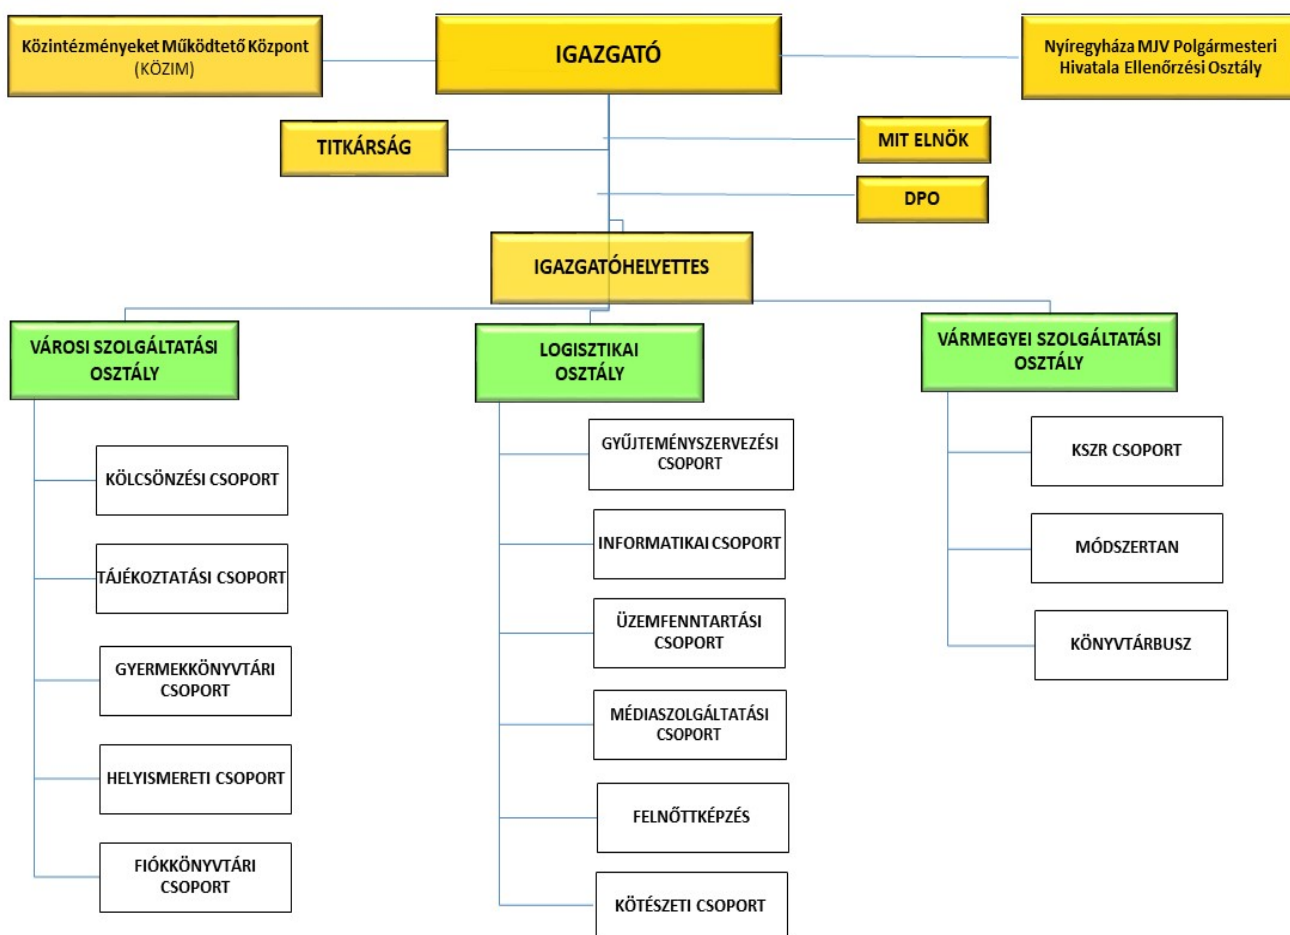 Közintézményeket Működtető Központ
(KÖZIM)
IGAZGATÓ
Nyíregyháza MJV Polgármesteri
Hivatala Ellenőrzési Osztály
TITKÁRSÁG
MIT ELNÖK
DPO
IGAZGATÓHELYETTES
VÁROSI SZOLGÁLTATÁSI
OSZTÁLY
LOGISZTIKAI
OSZTÁLY
VÁRMEGYEI SZOLGÁLTATÁSI
OSZTÁLY
KÖLCSÖNZÉSI CSOPORT
TÁJÉKOZTATÁSI CSOPORT
GYERMEKKÖNYVTÁRI
CSOPORT
HELYISMERETI CSOPORT
FIÓKKÖNYVTÁRI
CSOPORT
GYŰJTEMÉNYSZERVEZÉSI
CSOPORT
INFORMATIKAI CSOPORT
ÜZEMFENNTARTÁSI
CSOPORT
MÉDIASZOLGÁLTATÁSI
CSOPORT
FELNŐTTKÉPZÉS
KÖTÉSZETI CSOPORT
KSZR CSOPORT
MÓDSZERTAN
KÖNYVTÁRBUSZ